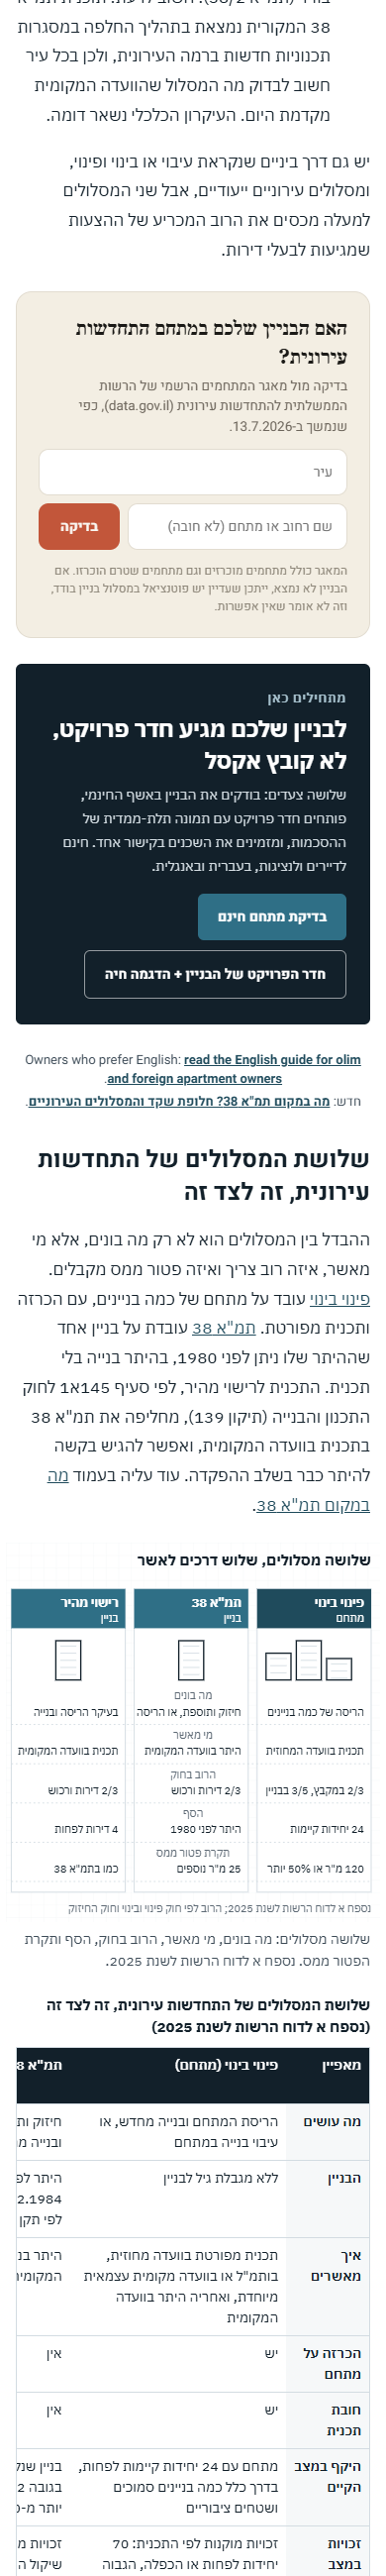 38 המקורית נמצאת בתהליך החלפה במסגרות
תכנוניות חדשות ברמה העירונית, ולכן בכל עיר
חשוב לבדוק מה המסלול שהוועדה המקומית
מקדמת היום. העיקרון הכלכלי נשאר דומה.
יש גם דרך ביניים שנקראת עיבוי או בינוי ופינוי,
ומסלולים עירוניים ייעודיים, אבל שני המסלולים
למעלה מכסים את הרוב המכריע של ההצעות
שמגיעות לבעלי דירות.
האם הבניין שלכם במתחם התחדשות
עירונית?
בדיקה מול מאגר המתחמים הרשמי של הרשות
הממשלתית להתחדשות עירונית (data.gov.il), כפי
שנמשך ב-13.7.2026.
עיר
שם רחוב או מתחם (לא חובה)
בדיקה
המאגר כולל מתחמים מוכרזים וגם מתחמים שטרם הוכרזו. אם
הבניין לא נמצא, ייתכן שעדיין יש פוטנציאל במסלול בניין בודד,
וזה לא אומר שאין אפשרות.
מתחילים כאן
לבניין שלכם מגיע חדר פרויקט,
לא קובץ אקסל
שלושה צעדים: בודקים את הבניין באשף החינמי,
פותחים חדר פרויקט עם תמונה תלת-ממדית של
ההסכמות, ומזמינים את השכנים בקישור אחד. חינם
לדיירים ולנציגות, בעברית ובאנגלית.
בדיקת מתחם חינם
חדר הפרויקט של הבניין + הדגמה חיה
Owners who prefer English: read the English guide for olim
and foreign apartment owners.
חדש: מה במקום תמ"א 38? חלופת שקד והמסלולים העירוניים.
שלושת המסלולים של התחדשות
עירונית, זה לצד זה
ההבדל בין המסלולים הוא לא רק מה בונים, אלא מי
מאשר, איזה רוב צריך ואיזה פטור ממס מקבלים.
פינוי בינוי עובד על מתחם של כמה בניינים, עם הכרזה
ותכנית מפורטת. תמ"א 38 עובדת על בניין אחד
שההיתר שלו ניתן לפני 1980, בהיתר בנייה בלי
תכנית. התכנית לרישוי מהיר, לפי סעיף 145א1 לחוק
התכנון והבנייה (תיקון 139), מחליפה את תמ"א 38
בתכנית בוועדה המקומית, ואפשר להגיש בקשה
להיתר כבר בשלב ההפקדה. עוד עליה בעמוד מה
במקום תמ"א 38.
שלושה מסלולים, שלוש דרכים לאשר
פינוי בינוי תמ"א 38 רישוי מהיר
מתחם בניין בניין
מה בונים
הריסה של כמה בניינים חיזוק ותוספת, או הריסה בעיקר הריסה ובנייה
מי מאשר
תכנית בוועדה המחוזית היתר בוועדה המקומית תכנית בוועדה המקומית
הרוב בחוק
2/3 במקבץ, 3/5 בבניין 2/3 דירות ורכוש 2/3 דירות ורכוש
הסף
24 יחידות קיימות היתר לפני 1980 4 דירות לפחות
תקרת פטור ממס
120 מ"ר או 50% יותר 25 מ"ר נוספים כמו בתמ"א 38
נספח א לדוח הרשות לשנת 2025; הרוב לפי חוק פינוי ובינוי וחוק החיזוק
שלושה מסלולים: מה בונים, מי מאשר, הרוב בחוק, הסף ותקרת
הפטור ממס. נספח א לדוח הרשות לשנת 2025.
שלושת המסלולים של התחדשות עירונית, זה לצד זה
(נספח א לדוח הרשות לשנת 2025)
מאפיין פינוי בינוי (מתחם) תמ"א
מה עושים הריסת המתחם ובנייה מחדש, או חיזוק
עיבוי בנייה במתחם ובנייה
הבניין ללא מגבלת גיל לבניין היתר
לפי תקן
איך תכנית מפורטת בוועדה מחוזית, היתר
מאשרים בותמ"ל או בוועדה מקומית עצמאית
מיוחדת, ואחריה היתר בוועדה
המקומית
הכרזה על יש אין
מתחם
חובת יש אין
תכנית
היקף במצב מתחם עם 24 יחידות קיימות לפחות, בניין
הקיים בדרך כלל כמה בניינים סמוכים בגובה
ושטחים ציבוריים יותר
זכויות זכויות מוקנות לפי התכנית: 70 זכויות
במצב יחידות לפחות או הכפלה, הגבוה שיקול